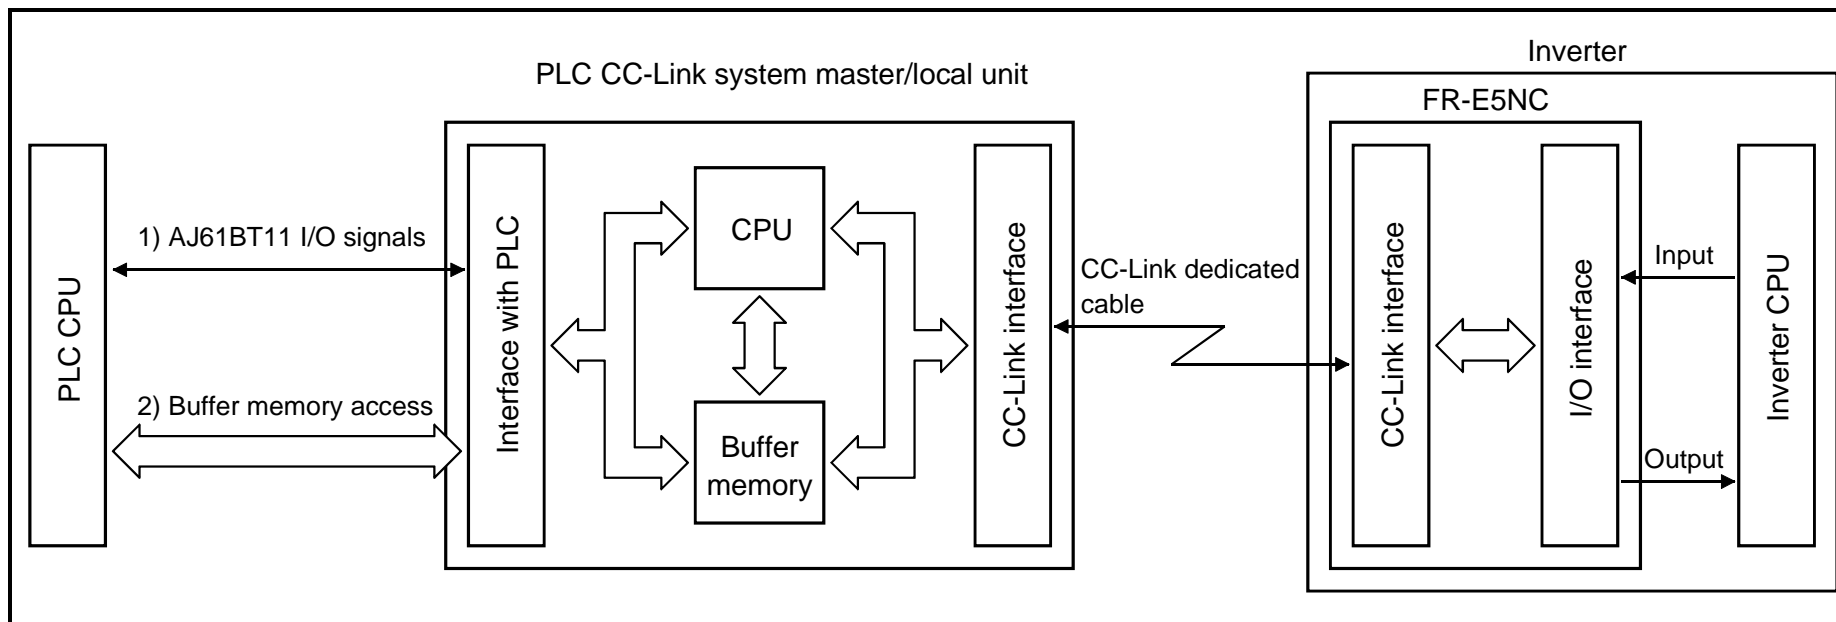 Inverter
PLC CC-Link system master/local unit
FR-E5NC
PLC CPU
1) AJ61BT11 I/O signals
2) Buffer memory access
Interface with PLC
CPU
Buffer
memory
CC-Link interface
CC-Link dedicated
cable
CC-Link interface
I/O interface
Input
Output
Inverter CPU